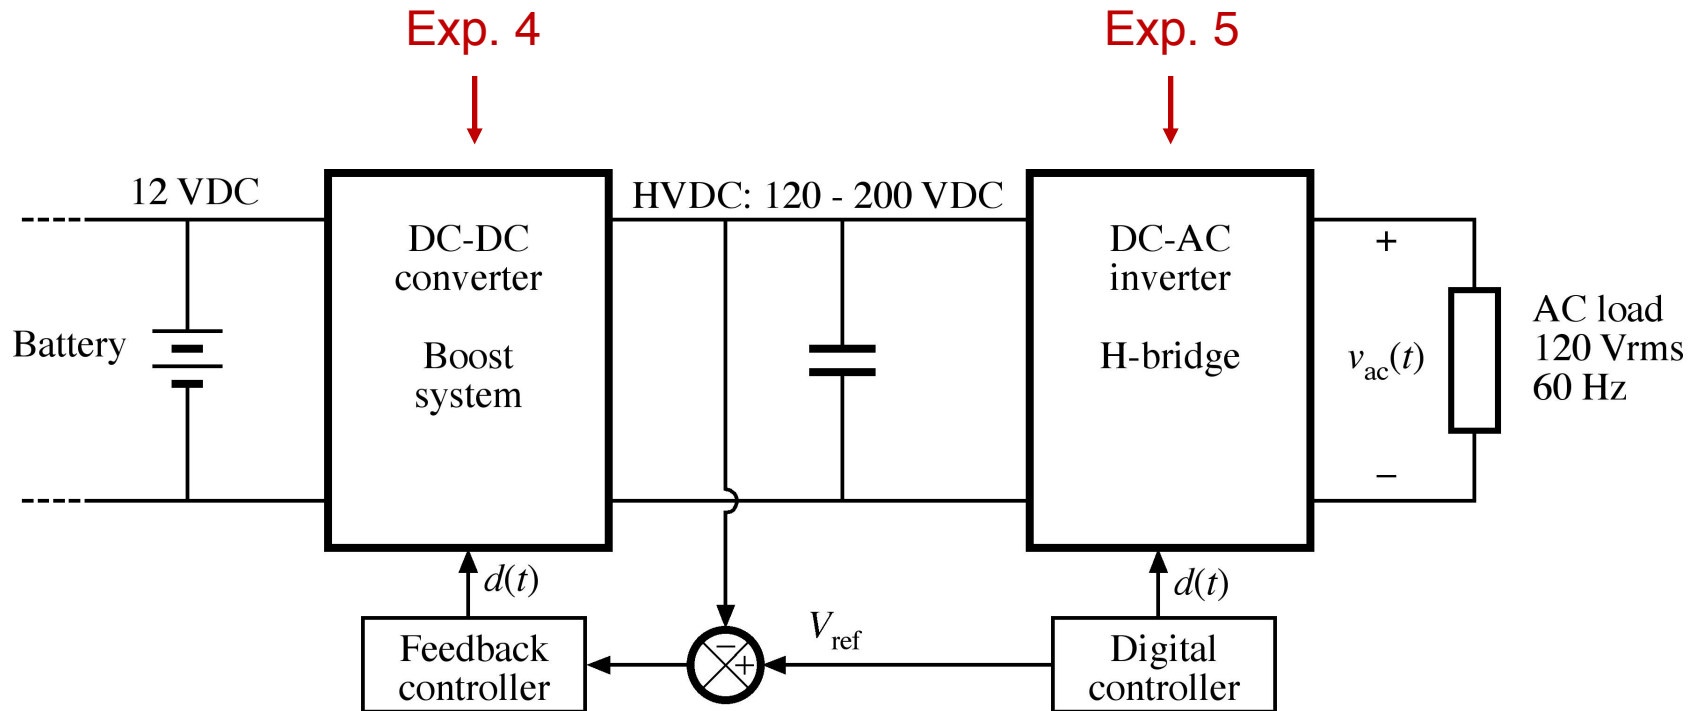 Exp. 4
Exp. 5
12 VDC
HVDC: 120 - 200 VDC
Battery
DC-DC
converter
Boost
system
DC-AC
inverter
H-bridge
+
vac(t)
−
AC load
120 Vrms
60 Hz
d(t)
d(t)
Feedback
controller
−
+
Vref
Digital
controller